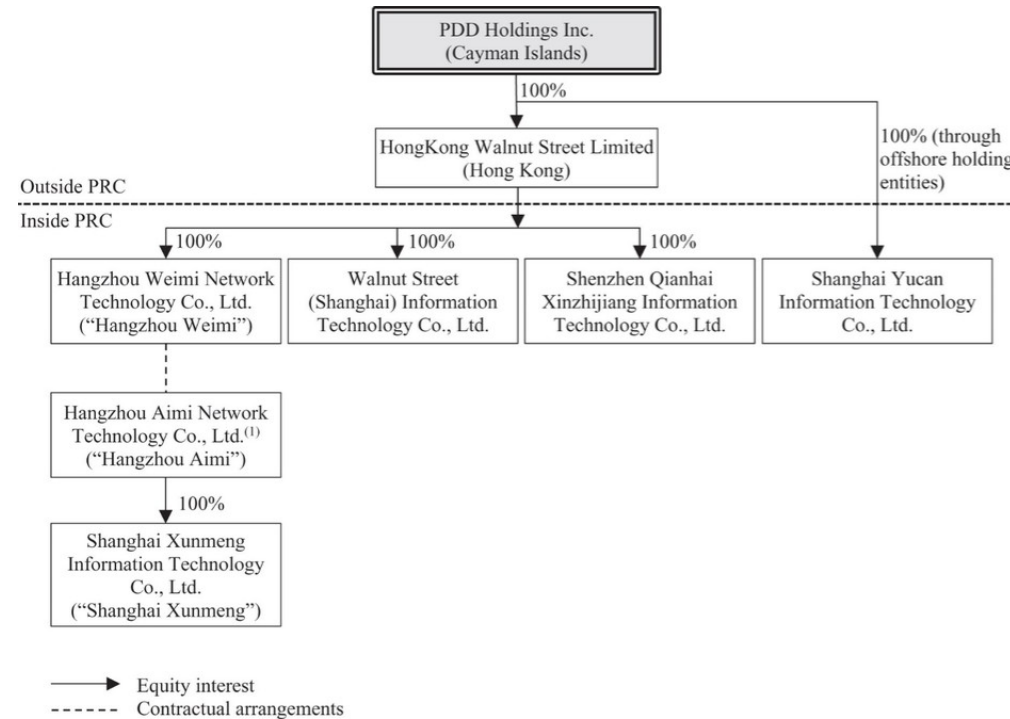 PDD Holdings Inc.
(Cayman Islands)
100%
HongKong Walnut Street Limited
(Hong Kong)
100% (through
offshore holding
entities)
Outside PRC
Inside PRC
100%
100%
100%
Hangzhou Weimi Network
Technology Co., Ltd.
(“Hangzhou Weimi”)
Walnut Street
(Shanghai) Information
Technology Co., Ltd.
Shenzhen Qianhai
Xinzhijiang Information
Technology Co., Ltd.
Shanghai Yucan
Information Technology
Co., Ltd.
Hangzhou Aimi Network
Technology Co., Ltd.(1)
(“Hangzhou Aimi”)
100%
Shanghai Xunmeng
Information Technology
Co., Ltd.
(“Shanghai Xunmeng”)
Equity interest
Contractual arrangements